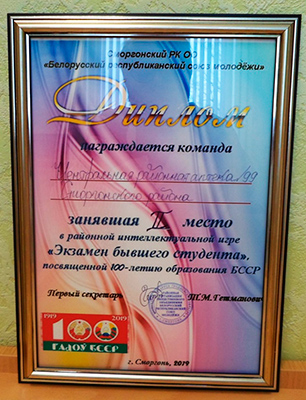 Сморгонский РК ОО
«Белорусский республиканский союз молодёжи»
Диплом
награждается команда
Центральная районная аптека 199
Сморгонского района
занявшая II место
в районной интеллектуальной игре
«Экзамен бывшего студента»,
посвященной 100-летию образования БССР
Первый секретарь
Т.М.Гетманович
1919
2019
100
ГАДОЎ БССР
г. Сморгонь, 2019